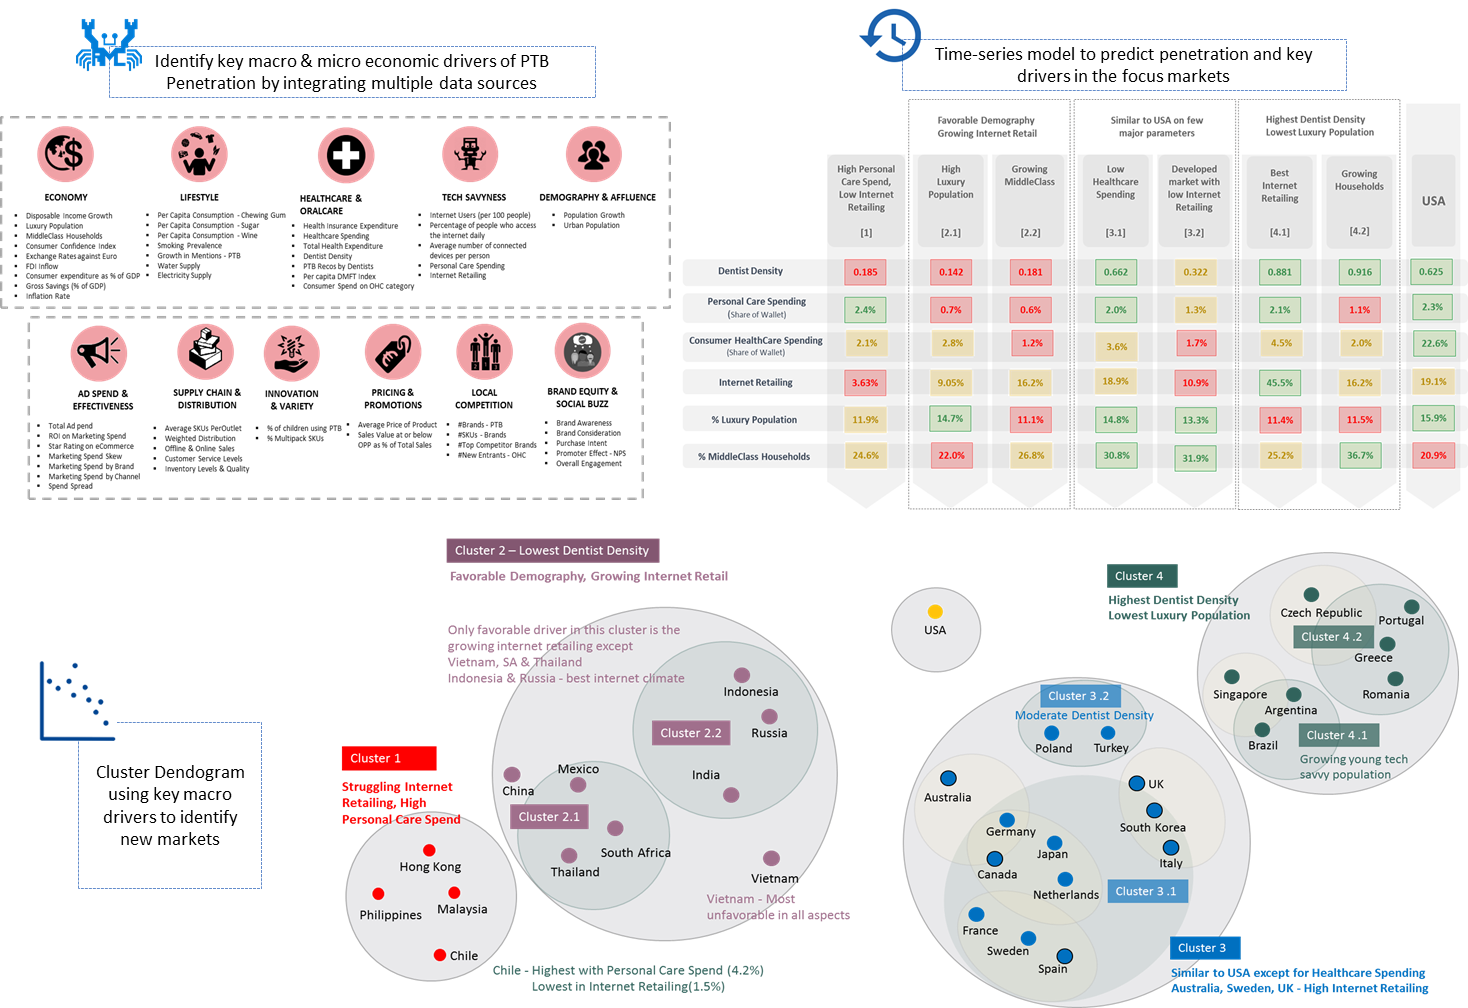 Identify key macro & micro economic drivers of PTB
Penetration by integrating multiple data sources
ECONOMY
Disposable Income Growth
Luxury Population
MiddleClass Households
Consumer Confidence Index
Exchange Rates against Euro
FDI Inflow
Consumer expenditure as % of GDP
Gross Savings (% of GDP)
Inflation Rate
LIFESTYLE
Per Capita Consumption - Chewing Gum
Per Capita Consumption - Sugar
Per Capita Consumption - Wine
Smoking Prevalence
Growth in Mentions - PTB
Water Supply
Electricity Supply
HEALTHCARE &
ORALCARE
Health Insurance Expenditure
Healthcare Spending
Total Health Expenditure
Dentist Density
PTB Recos by Dentists
Per capita DMFT Index
Consumer Spend on OHC category
TECH SAVYNESS
Internet Users (per 100 people)
Percentage of people who access
the internet daily
Average number of connected
devices per person
Personal Care Spending
Internet Retailing
DEMOGRAPHY & AFFLUENCE
Population Growth
Urban Population
AD SPEND &
EFFECTIVENESS
Total Ad pend
ROI on Marketing Spend
Star Rating on eCommerce
Marketing Spend Skew
Marketing Spend by Brand
Marketing Spend by Channel
Spend Spread
SUPPLY CHAIN &
DISTRIBUTION
Average SKUs PerOutlet
Weighted Distribution
Offline & Online Sales
Customer Service Levels
Inventory Levels & Quality
INNOVATION
& VARIETY
% of children using PTB
% Multipack SKUs
PRICING &
PROMOTIONS
Average Price of Product
Sales Value at or below
OPP as % of Total Sales
LOCAL
COMPETITION
#Brands - PTB
#SKUs - Brands
#Top Competitor Brands
#New Entrants - OHC
BRAND EQUITY &
SOCIAL BUZZ
Brand Awareness
Brand Consideration
Purchase Intent
Promoter Effect - NPS
Overall Engagement
Time-series model to predict penetration and key
drivers in the focus markets
Favorable Demography
Growing Internet Retail
Similar to USA on few
major parameters
Highest Dentist Density
Lowest Luxury Population
High Personal
Care Spend,
Low Internet
Retailing
[1]
High
Luxury
Population
[2.1]
Growing
MiddleClass
[2.2]
Low
Healthcare
Spending
[3.1]
Developed
market with
low Internet
Retailing
[3.2]
Best
Internet
Retailing
[4.1]
Growing
Households
[4.2]
USA
Dentist Density 0.185 0.142 0.181 0.662 0.322 0.881 0.916 0.625
Personal Care Spending
(Share of Wallet)
2.4% 0.7% 0.6% 2.0% 1.3% 2.1% 1.1% 2.3%
Consumer HealthCare Spending
(Share of Wallet)
2.1% 2.8% 1.2% 3.6% 1.7% 4.5% 2.0% 22.6%
Internet Retailing 3.63% 9.05% 16.2% 18.9% 10.9% 45.5% 16.2% 19.1%
% Luxury Population 11.9% 14.7% 11.1% 14.8% 13.3% 11.4% 11.5% 15.9%
% MiddleClass Households 24.6% 22.0% 26.8% 30.8% 31.9% 25.2% 36.7% 20.9%
Cluster Dendogram
using key macro
drivers to identify
new markets
Cluster 1
Struggling Internet
Retailing, High
Personal Care Spend
Hong Kong
Philippines
Malaysia
Chile
Chile - Highest with Personal Care Spend (4.2%)
Lowest in Internet Retailing(1.5%)
Cluster 2 – Lowest Dentist Density
Favorable Demography, Growing Internet Retail
Only favorable driver in this cluster is the
growing internet retailing except
Vietnam, SA & Thailand
Indonesia & Russia - best internet climate
Indonesia
Russia
Cluster 2.2
India
China
Mexico
Cluster 2.1
South Africa
Thailand
Vietnam
Vietnam - Most
unfavorable in all aspects
USA
Cluster 3 .2
Moderate Dentist Density
Poland
Turkey
Australia
UK
South Korea
Italy
Germany
Japan
Canada
Netherlands
Cluster 3 .1
France
Sweden
Spain
Cluster 3
Similar to USA except for Healthcare Spending
Australia, Sweden, UK - High Internet Retailing
Cluster 4
Highest Dentist Density
Lowest Luxury Population
Czech Republic
Portugal
Cluster 4 .2
Greece
Romania
Singapore
Argentina
Brazil
Cluster 4 .1
Growing young tech
savvy population